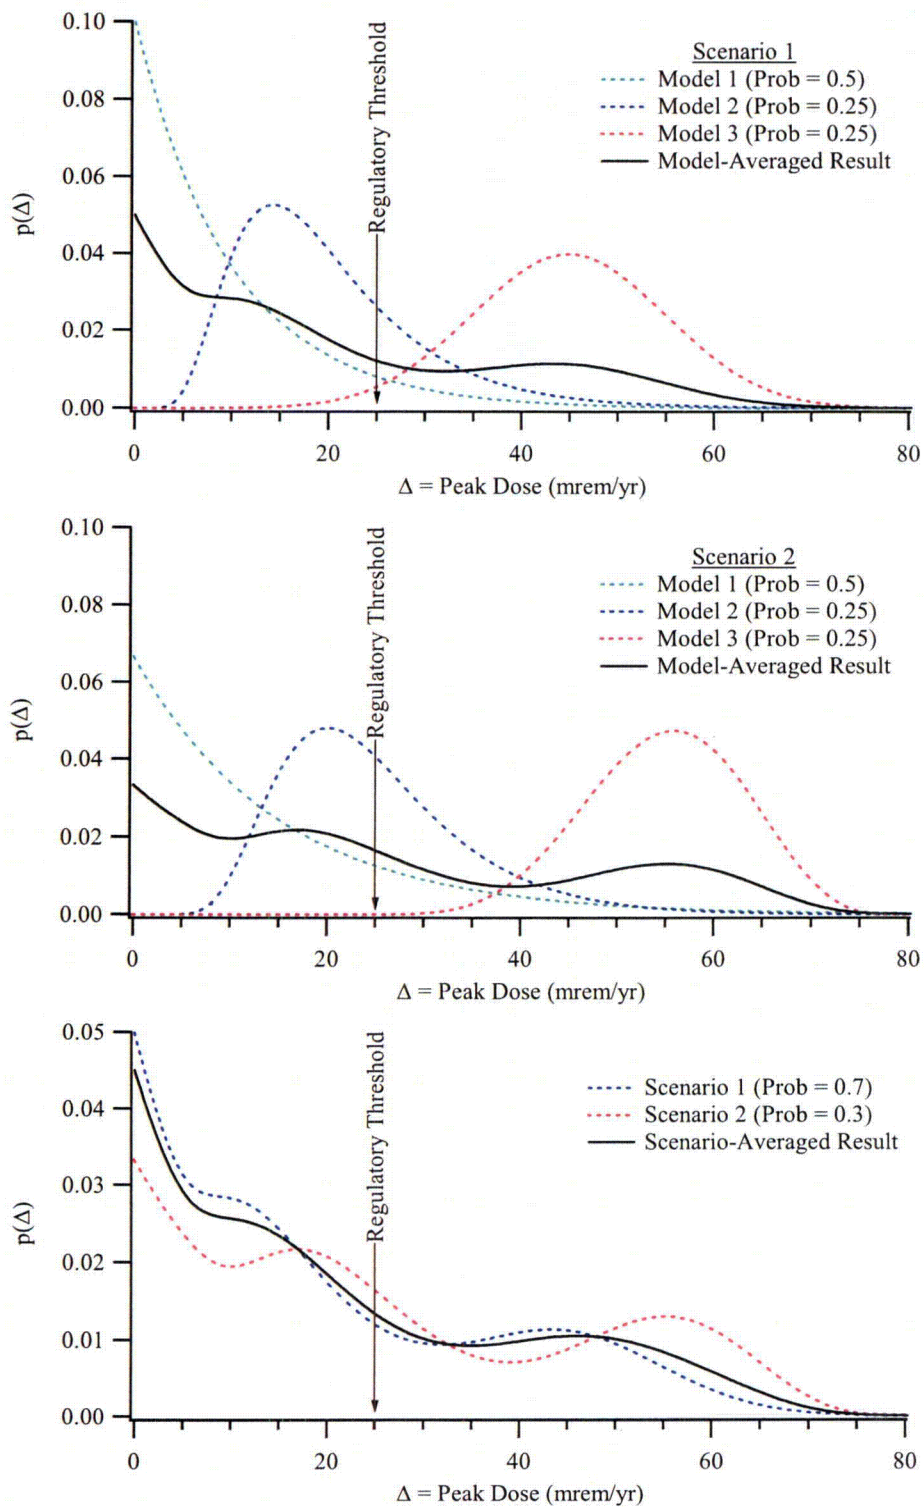 0.10
0.08
0.06
0.04
0.02
0.00
p(Δ)
Regulatory Threshold
Scenario 1
Model 1 (Prob = 0.5)
Model 2 (Prob = 0.25)
Model 3 (Prob = 0.25)
Model-Averaged Result
0 20 40 60 80
Δ = Peak Dose (mrem/yr)
0.10
0.08
0.06
0.04
0.02
0.00
p(Δ)
Regulatory Threshold
Scenario 2
Model 1 (Prob = 0.5)
Model 2 (Prob = 0.25)
Model 3 (Prob = 0.25)
Model-Averaged Result
0 20 40 60 80
Δ = Peak Dose (mrem/yr)
0.05
0.04
0.03
0.02
0.01
0.00
p(Δ)
Regulatory Threshold
Scenario 1 (Prob = 0.7)
Scenario 2 (Prob = 0.3)
Scenario-Averaged Result
0 20 40 60 80
Δ = Peak Dose (mrem/yr)